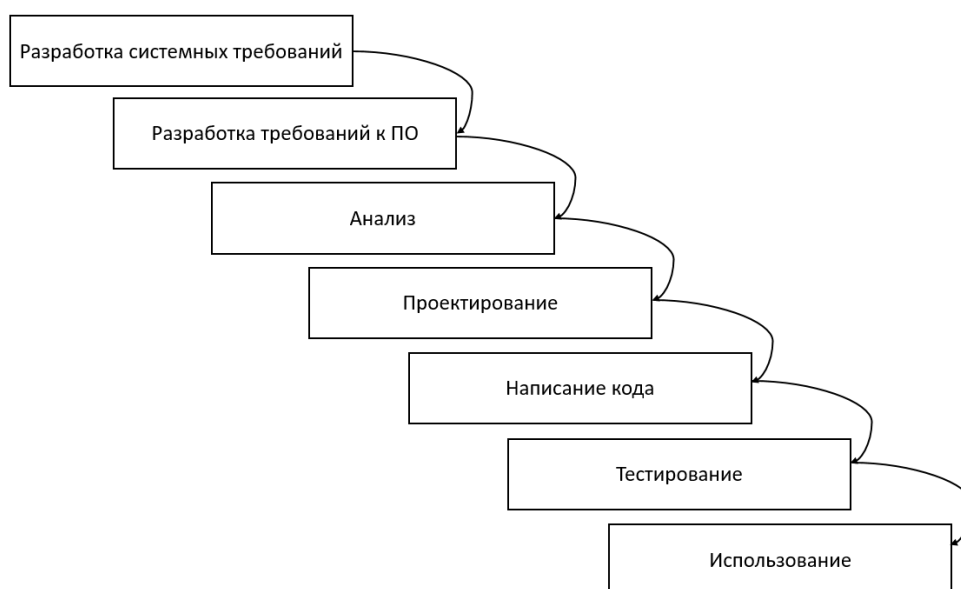 Разработка системных требований
Разработка требований к ПО
Анализ
Проектирование
Написание кода
Тестирование
Использование